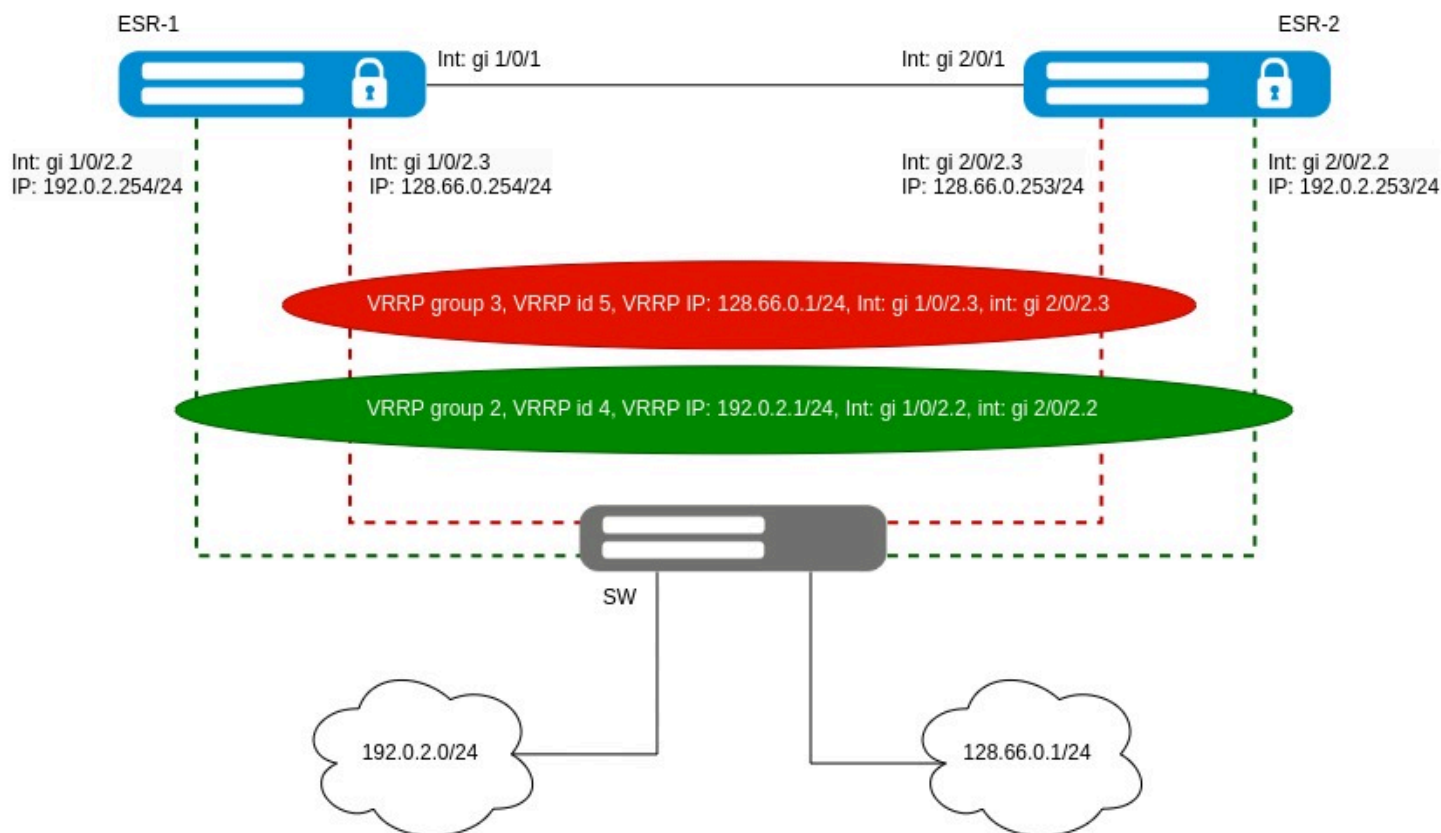 ESR-1
ESR-2
Int: gi 1/0/1
Int: gi 2/0/1
Int: gi 1/0/2.2
IP: 192.0.2.254/24
Int: gi 1/0/2.3
IP: 128.66.0.254/24
Int: gi 2/0/2.3
IP: 128.66.0.253/24
Int: gi 2/0/2.2
IP: 192.0.2.253/24
VRRP group 3, VRRP id 5, VRRP IP: 128.66.0.1/24, Int: gi 1/0/2.3, int: gi 2/0/2.3
VRRP group 2, VRRP id 4, VRRP IP: 192.0.2.1/24, Int: gi 1/0/2.2, int: gi 2/0/2.2
SW
192.0.2.0/24
128.66.0.1/24